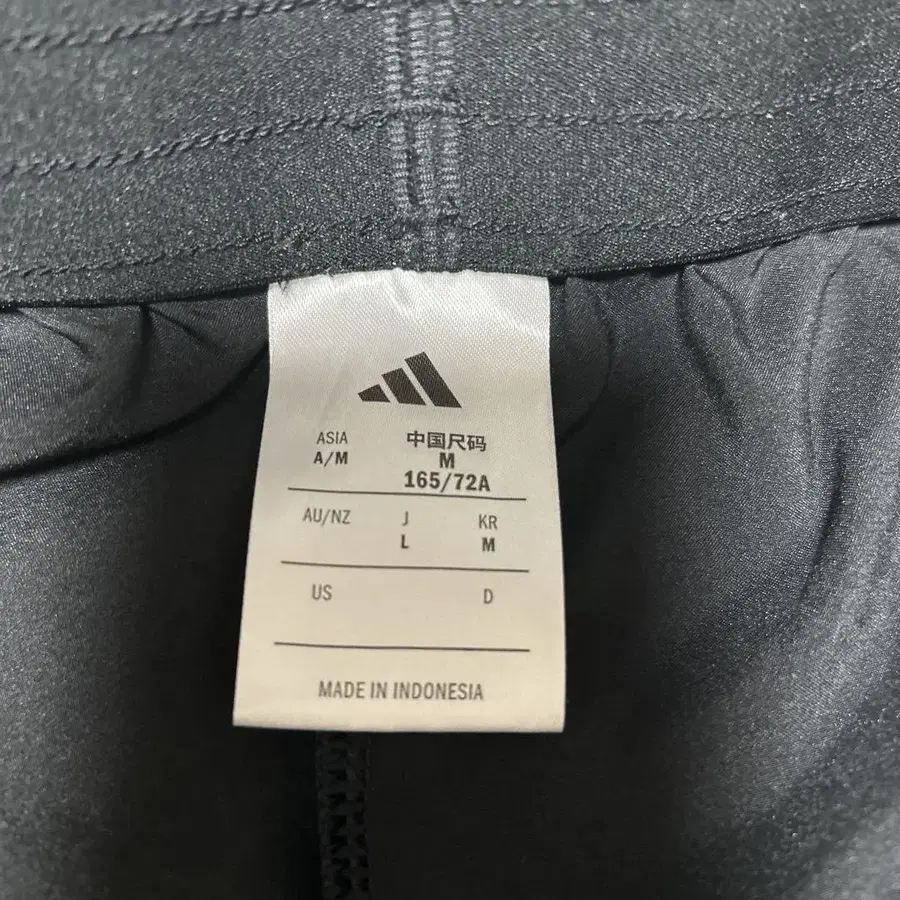 ASIA 中国尺码
A/M M
165/72A
AU/NZ J KR
L M
US D
MADE IN INDONESIA